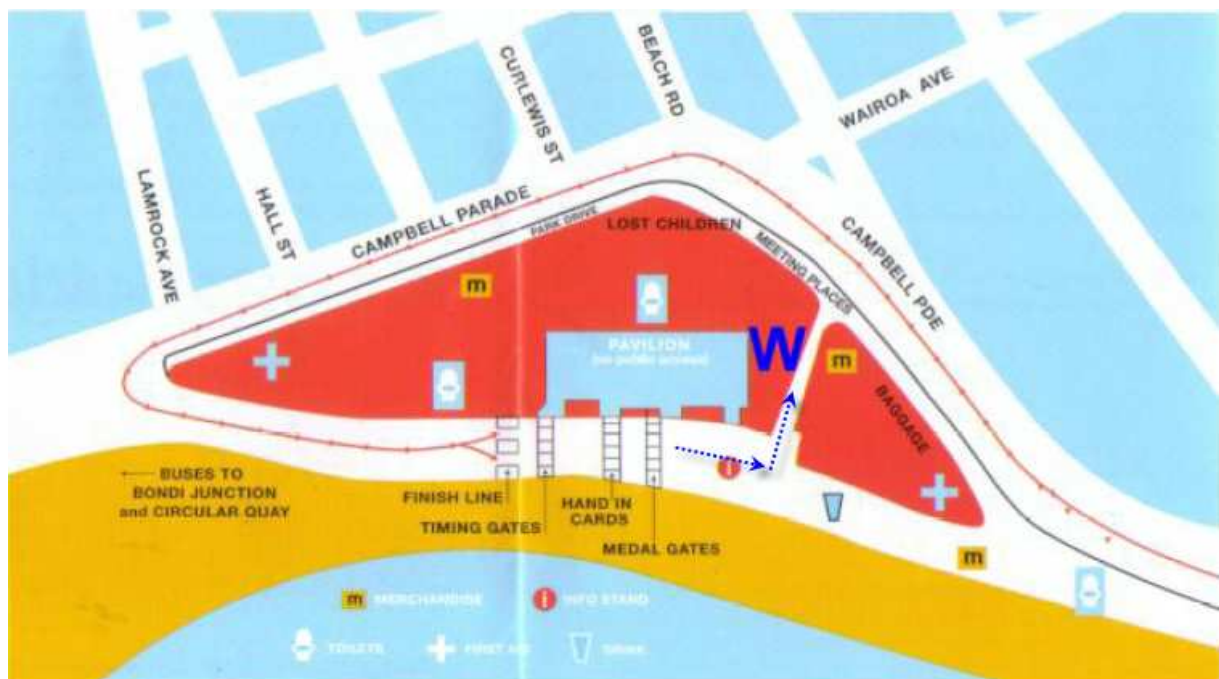 CURLEWIS ST
BEACH RD
WAIROA AVE
LAMROCK AVE
HALL ST
CAMPBELL PARADE
PARK DRIVE
LOST CHILDREN
MEETING PLACES
CAMPBELL PDE
m
PAVILION
(no public access)
W
m
BAGGAGE
BUSES TO
BONDI JUNCTION
and CIRCULAR QUAY
FINISH LINE
TIMING GATES
HAND IN
CARDS
MEDAL GATES
i
m
m MERCHANDISE
i INFO STAND
TOILETS
FIRST AID
DRINK